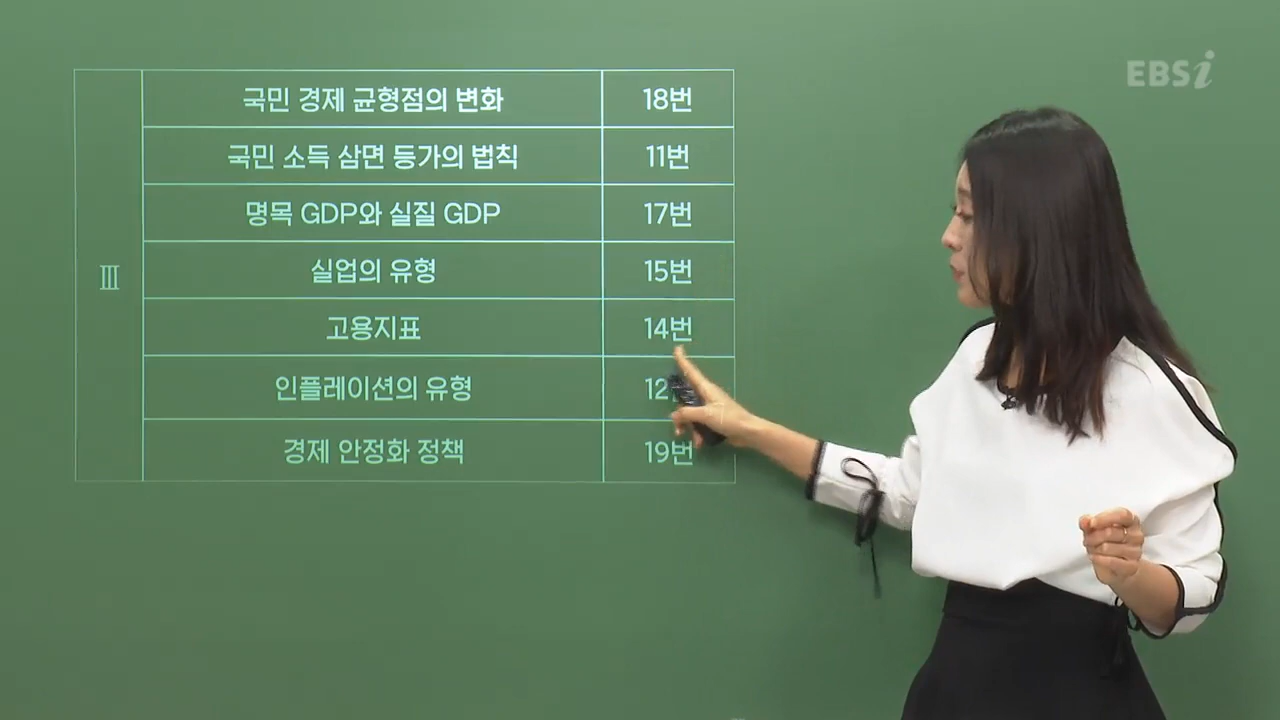 EBSi
Ⅲ
국민 경제 균형점의 변화 18번
국민 소득 삼면 등가의 법칙 11번
명목 GDP와 실질 GDP 17번
실업의 유형 15번
고용지표 14번
인플레이션의 유형 12
경제 안정화 정책 19번